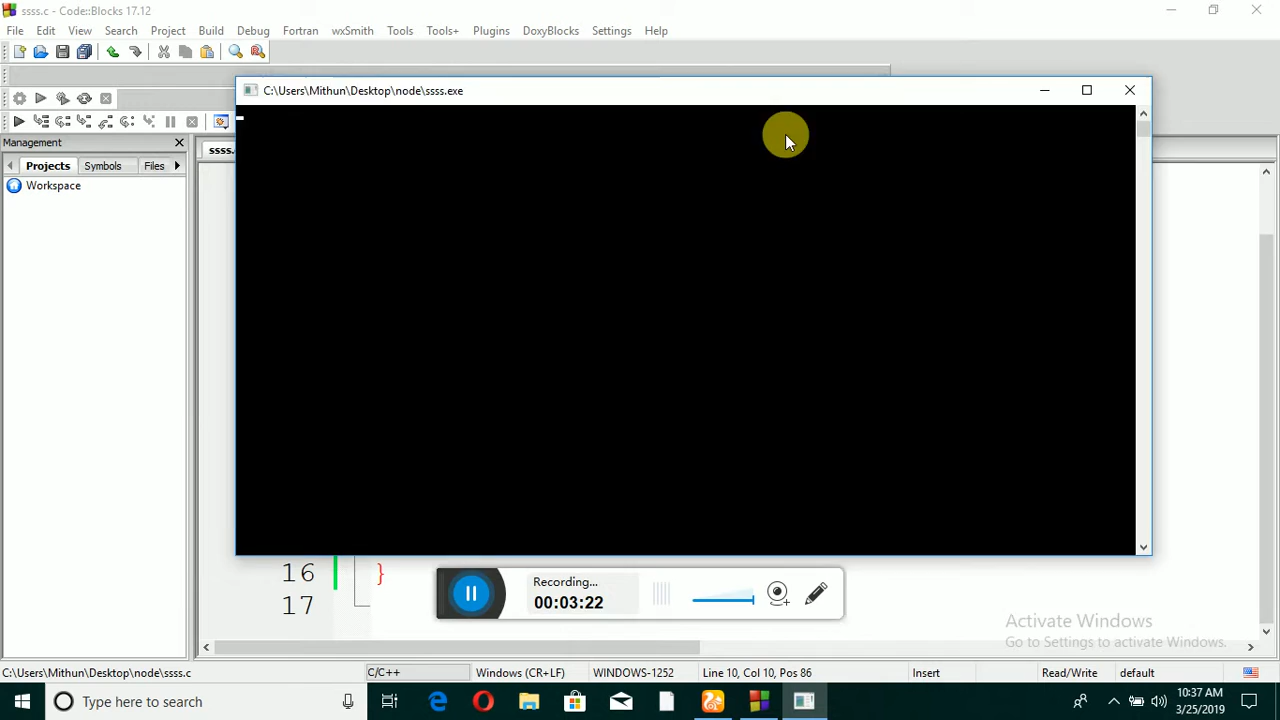 ssss.c - Code::Blocks 17.12
File Edit View Search Project Build Debug Fortran wxSmith Tools Tools+ Plugins DoxyBlocks Settings Help
C:\Users\Mithun\Desktop\node\ssss.exe
Management
ssss.
Projects Symbols Files
Workspace
16 }
17
Recording...
00:03:22
Activate Windows
Go to Settings to activate Windows.
C:\Users\Mithun\Desktop\node\ssss.c C/C++ Windows (CR+LF) WINDOWS-1252 Line 10, Col 10, Pos 86 Insert Read/Write default
Type here to search
10:37 AM
3/25/2019